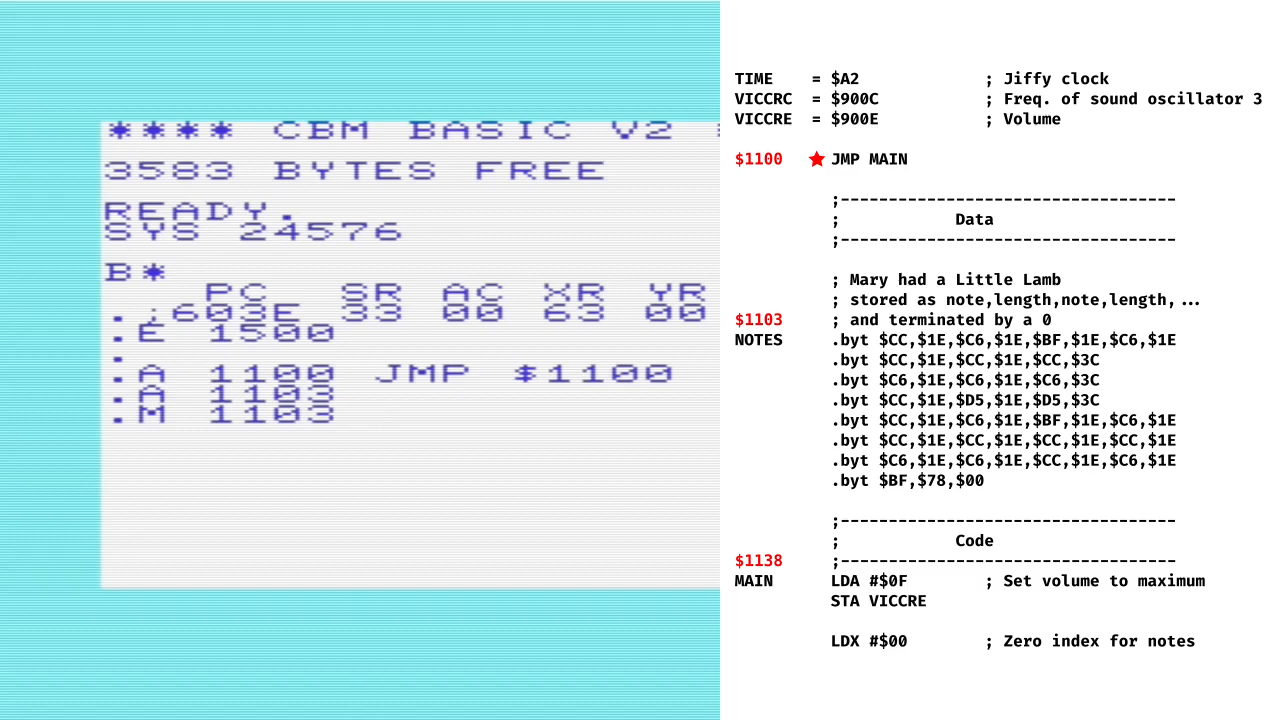 **** CBM BASIC V2
3583 BYTES FREE
READY.
SYS 24576
B*
PC SR AC XR YR
.;603E 33 00 63 00
.E 1500
.
.A 1100 JMP $1100
.A 1103
.M 1103
TIME = $A2 ; Jiffy clock
VICCRC = $900C ; Freq. of sound oscillator 3
VICCRE = $900E ; Volume
$1100 ★ JMP MAIN
;-----------------------------------
; Data
;-----------------------------------
; Mary had a Little Lamb
; stored as note,length,note,length,...
$1103 ; and terminated by a 0
NOTES .byt $CC,$1E,$C6,$1E,$BF,$1E,$C6,$1E
.byt $CC,$1E,$CC,$1E,$CC,$3C
.byt $C6,$1E,$C6,$1E,$C6,$3C
.byt $CC,$1E,$D5,$1E,$D5,$3C
.byt $CC,$1E,$C6,$1E,$BF,$1E,$C6,$1E
.byt $CC,$1E,$CC,$1E,$CC,$1E,$CC,$1E
.byt $C6,$1E,$C6,$1E,$CC,$1E,$C6,$1E
.byt $BF,$78,$00
;-----------------------------------
; Code
$1138 ;-----------------------------------
MAIN LDA #$0F ; Set volume to maximum
STA VICCRE
LDX #$00 ; Zero index for notes